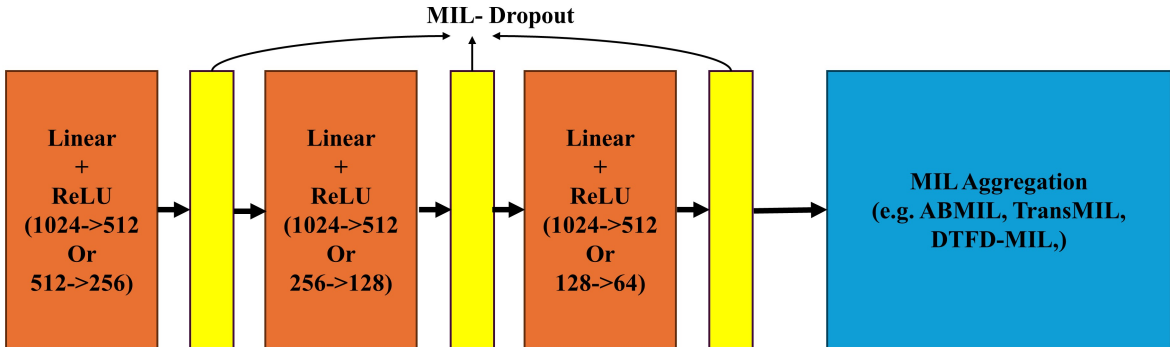 MIL- Dropout
Linear
+
ReLU
(1024->512
Or
512->256)
Linear
+
ReLU
(1024->512
Or
256->128)
Linear
+
ReLU
(1024->512
Or
128->64)
MIL Aggregation
(e.g. ABMIL, TransMIL,
DTFD-MIL,)